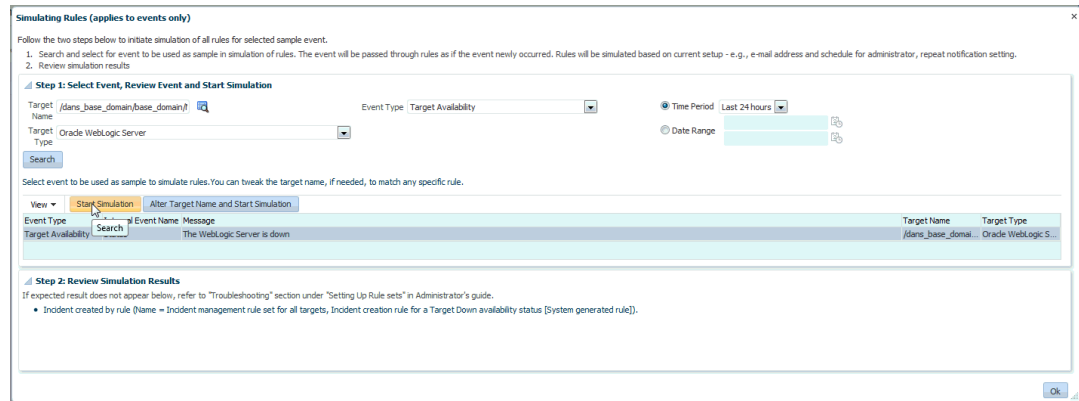 Simulating Rules (applies to events only)
Follow the two steps below to initiate simulation of all rules for selected sample event.
1. Search and select for event to be used as sample in simulation of rules. The event will be passed through rules as if the event newly occurred. Rules will be simulated based on current setup - e.g., e-mail address and schedule for administrator, repeat notification setting.
2. Review simulation results
Step 1: Select Event, Review Event and Start Simulation
Target Name /dans_base_domain/base_domain/ Event Type Target Availability Time Period Last 24 hours
Target Type Oracle WebLogic Server Date Range
Search
Select event to be used as sample to simulate rules.You can tweak the target name, if needed, to match any specific rule.
View Start Simulation Alter Target Name and Start Simulation
Event Type Event Name Message Target Name Target Type
Search
Target Availability The WebLogic Server is down /dans_base_domai... Oracle WebLogic S...
Step 2: Review Simulation Results
If expected result does not appear below, refer to "Troubleshooting" section under "Setting Up Rule sets" in Administrator's guide.
• Incident created by rule (Name = Incident management rule set for all targets, Incident creation rule for a Target Down availability status [System generated rule]).
Ok